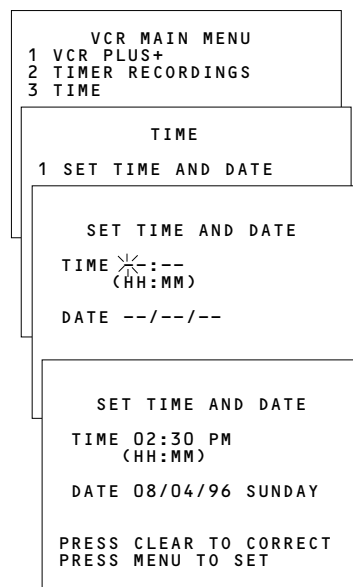 VCR MAIN MENU
1 VCR PLUS+
2 TIMER RECORDINGS
3 TIME
TIME
1 SET TIME AND DATE
SET TIME AND DATE
TIME --:--
(HH:MM)
DATE --/--/--
SET TIME AND DATE
TIME 02:30 PM
(HH:MM)
DATE 08/04/96 SUNDAY
PRESS CLEAR TO CORRECT
PRESS MENU TO SET